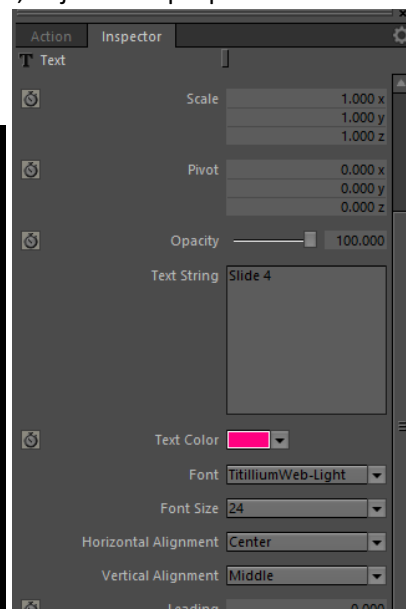 Action Inspector
T Text
Scale 1.000 x
1.000 y
1.000 z
Pivot 0.000 x
0.000 y
0.000 z
Opacity 100.000
Text String Slide 4
Text Color
Font TitilliumWeb-Light
Font Size 24
Horizontal Alignment Center
Vertical Alignment Middle
Leading 0.000